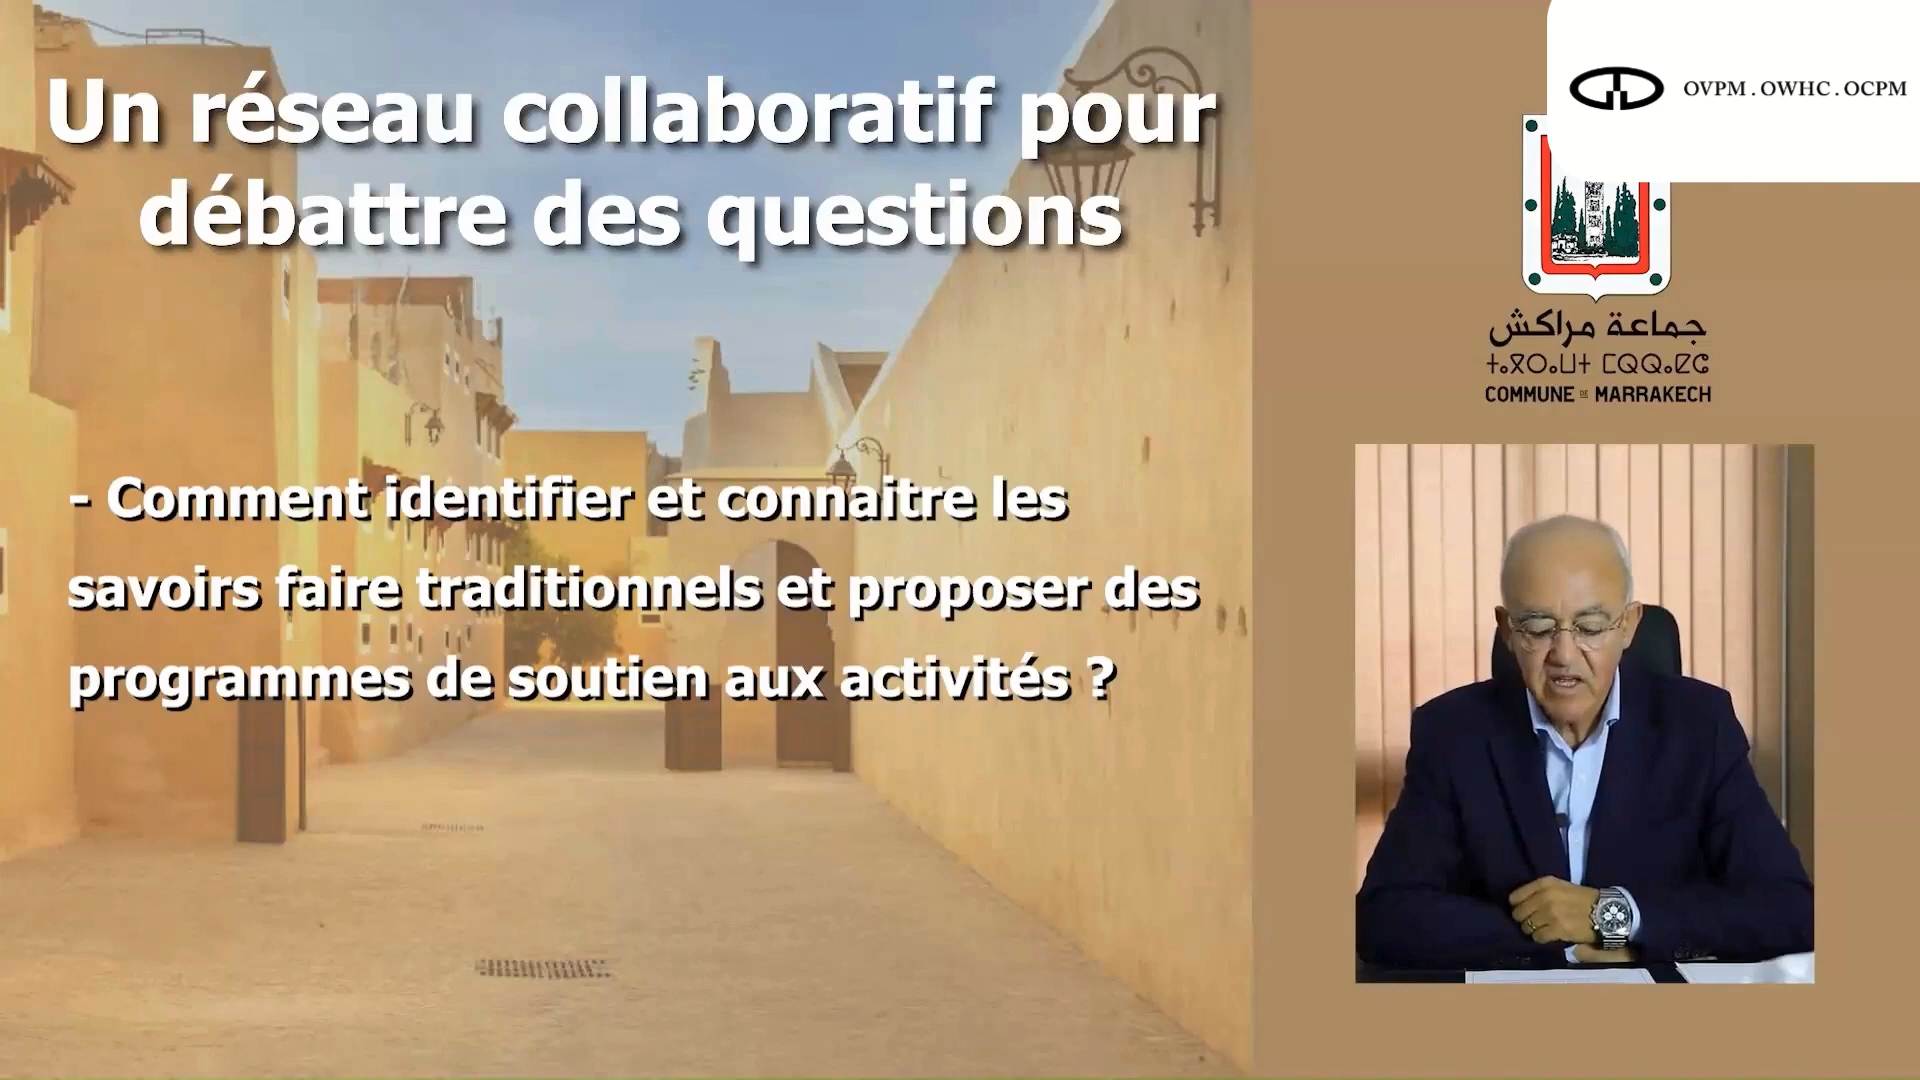 Un réseau collaboratif pour
débattre des questions
- Comment identifier et connaitre les
savoirs faire traditionnels et proposer des
programmes de soutien aux activités ?
OVPM . OWHC . OCPM
جماعة مراكش
ⵜⴰⴳⵔⴰⵡⵜ ⵎⵕⵕⴰⴽⵛ
COMMUNE DE MARRAKECH